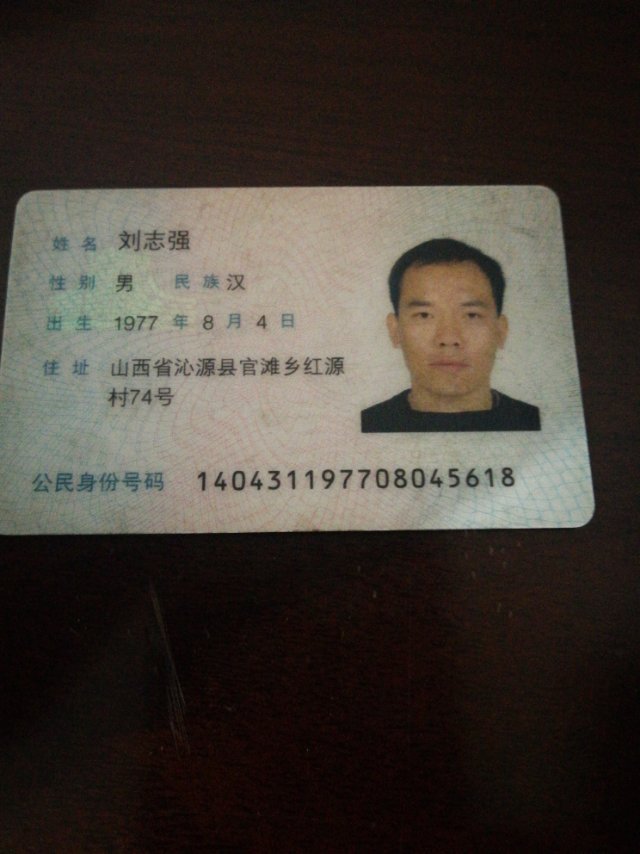 姓名 刘志强
性别 男 民族 汉
出生 1977 年 8 月 4 日
住址 山西省沁源县官滩乡红源
村74号
公民身份号码 140431197708045618